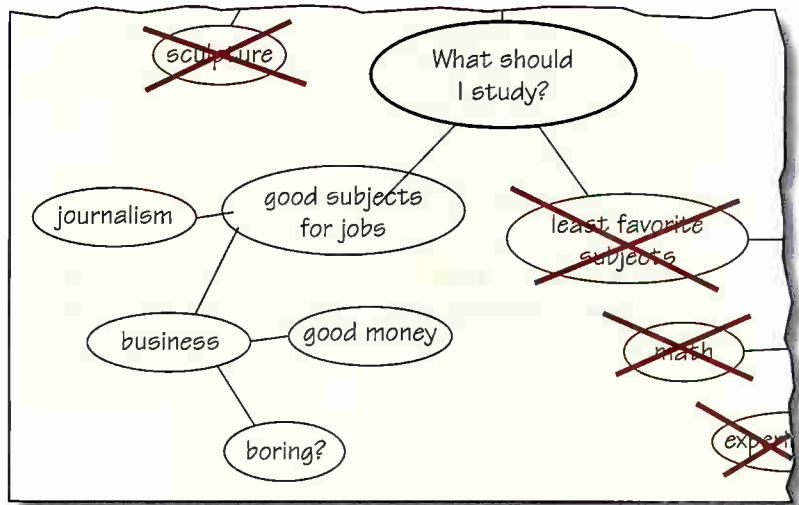 sculpture
What should
I study?
good subjects
for jobs
journalism
least favorite
subjects
business
good money
math
boring?